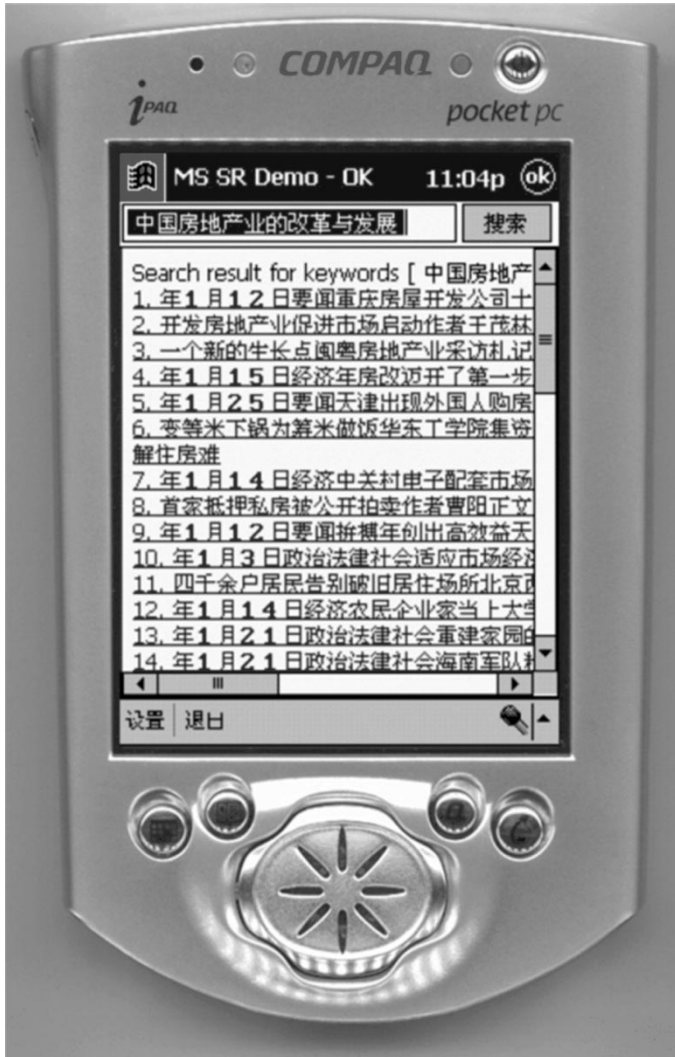 COMPAQ
iPAQ
pocket pc
MS SR Demo - OK 11:04p ok
中国房地产业的改革与发展 搜索
Search result for keywords [ 中国房地产
1. 年1月12日要闻重庆房屋开发公司十
2. 开发房地产业促进市场启动作者王茂林
3. 一个新的生长点闽粤房地产业采访札记
4. 年1月15日经济年房改迈开了第一步
5. 年1月25日要闻天津出现外国人购房
6. 变等米下锅为筹米做饭华东工学院集资
解住房难
7. 年1月14日经济中关村电子配套市场
8. 首家抵押私房被公开拍卖作者曹阳正文
9. 年1月12日要闻拚搏年创出高效益天
10. 年1月3日政治法律社会适应市场经济
11. 四千余户居民告别破旧居住场所北京西
12. 年1月14日经济农民企业家当上大学
13. 年1月21日政治法律社会重建家园的
14. 年1月21日政治法律社会海南军队
设置 退出